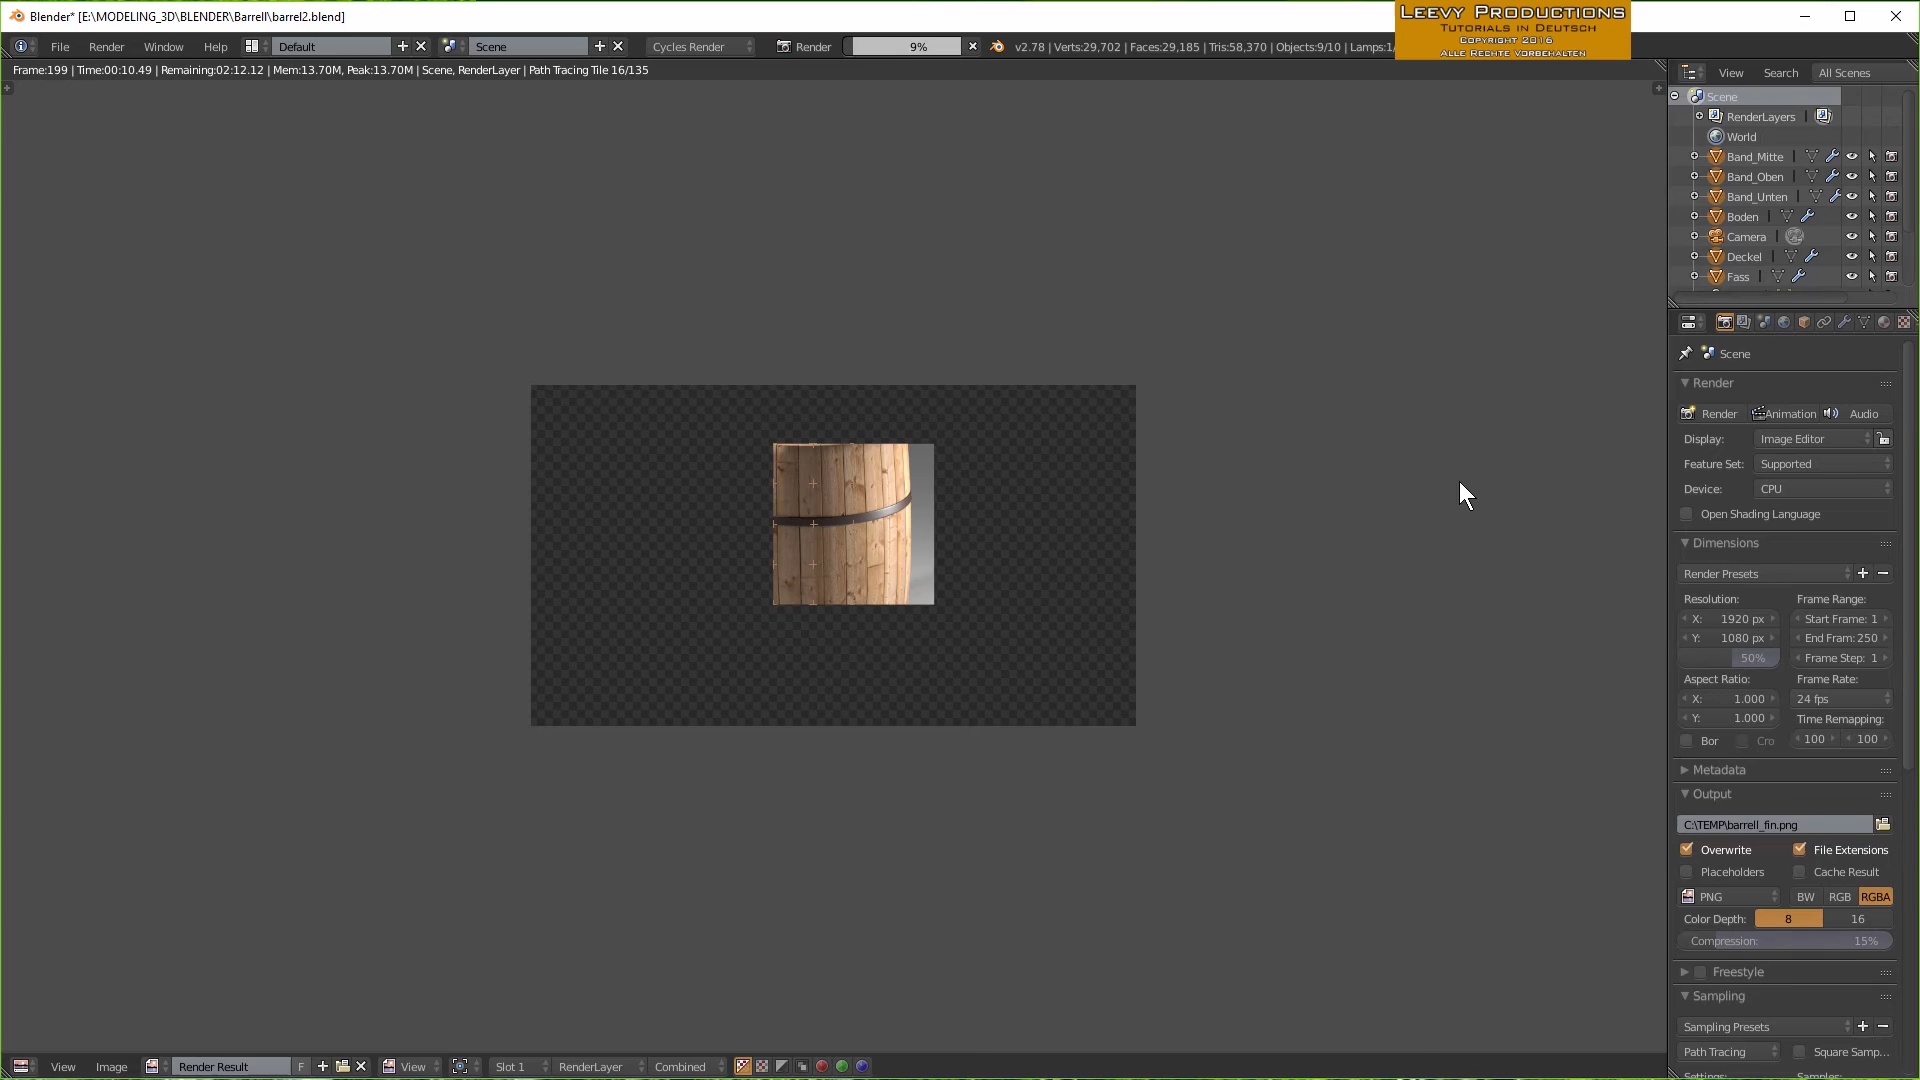 Blender* [E:\MODELING_3D\BLENDER\Barrell\barrel2.blend]
LEEVY PRODUCTIONS
TUTORIALS IN DEUTSCH
COPYRIGHT 2016
ALLE RECHTE VORBEHALTEN
File Render Window Help Default Scene Cycles Render Render 9% v2.78 | Verts:29,702 | Faces:29,185 | Tris:58,370 | Objects:9/10 | Lamps:1/
Frame:199 | Time:00:10.49 | Remaining:02:12.12 | Mem:13.70M, Peak:13.70M | Scene, RenderLayer | Path Tracing Tile 16/135
View Search All Scenes
Scene
RenderLayers
World
Band_Mitte
Band_Oben
Band_Unten
Boden
Camera
Deckel
Fass
Scene
Render
Render Animation Audio
Display: Image Editor
Feature Set: Supported
Device: CPU
Open Shading Language
Dimensions
Render Presets
Resolution: Frame Range:
X: 1920 px Start Frame: 1
Y: 1080 px End Fram: 250
50% Frame Step: 1
Aspect Ratio: Frame Rate:
X: 1.000 24 fps
Y: 1.000 Time Remapping:
Bor Cro 100 100
Metadata
Output
C:\TEMP\barrell_fin.png
Overwrite File Extensions
Placeholders Cache Result
PNG BW RGB RGBA
Color Depth: 8 16
Compression: 15%
Freestyle
Sampling
Sampling Presets
Path Tracing Square Samp...
Settings: Samples:
View Image Render Result F View Slot 1 RenderLayer Combined